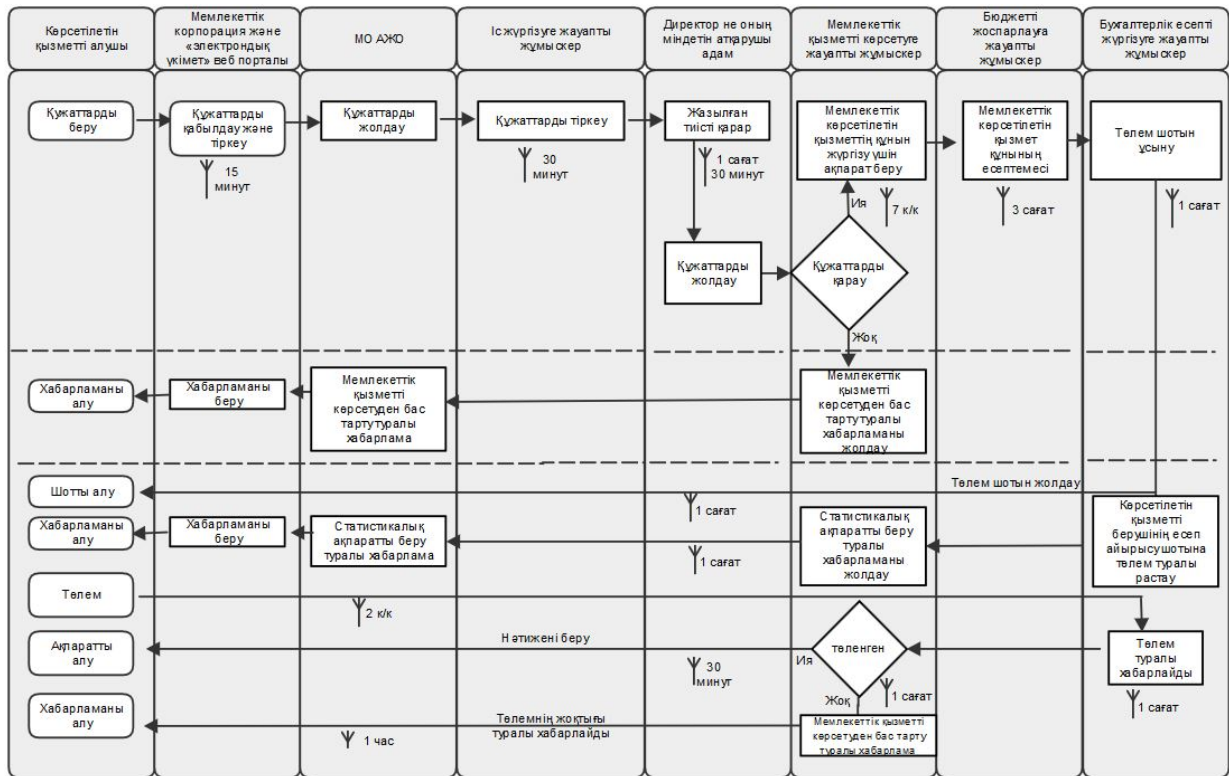 Көрсетілетін
қызметті алушы
Мемлекеттік
корпорация және
«электрондық
үкімет» веб порталы
МО АЖО
Іс жүргізуге жауапты
жұмыскер
Директор не оның
міндетін атқарушы
адам
Мемлекеттік
қызметті көрсетуге
жауапты жұмыскер
Бюджетті
жоспарлауға
жауапты
жұмыскер
Бухгалтерлік есепті
жүргізуге жауапты
жұмыскер
Құжаттарды
беру
Құжаттарды
қабылдау және
тіркеу
15
минут
Құжаттарды
жолдау
Құжаттарды тіркеу
30
минут
Жазылған
тиісті қарар
1 сағат
30 минут
Мемлекеттік
көрсетілетін
қызметтің құнын
жүргізу үшін
ақпарат беру
Ия
7 к/к
Мемлекеттік
көрсетілетін
қызмет
құнының
есептемесі
3 сағат
Төлем шотын
ұсыну
1 сағат
Құжаттарды
жолдау
Құжаттарды
қарау
Жоқ
Хабарламаны
алу
Хабарламаны
беру
Мемлекеттік
қызметті
көрсетуден бас
тарту туралы
хабарлама
Мемлекеттік
қызметті
көрсетуден бас
тарту туралы
хабарламаны
жолдау
Шотты алу
Төлем шотын жолдау
1 сағат
Хабарламаны
алу
Хабарламаны
беру
Статистикалық
ақпаратты беру
туралы хабарлама
1 сағат
Статистикалық
ақпаратты беру
туралы
хабарламаны
жолдау
Көрсетілетін
қызметті
берушінің есеп
айырысу шотына
төлем туралы
растау
Төлем
2 к/к
Ақпаратты
алу
Нәтижені беру
30
минут
Ия
төленген
Жоқ
1 сағат
Төлем
туралы
хабарлайды
1 сағат
Хабарламаны
алу
Төлемнің жоқтығы
туралы хабарлайды
1 час
Мемлекеттік қызметті
көрсетуден бас тарту
туралы хабарлама